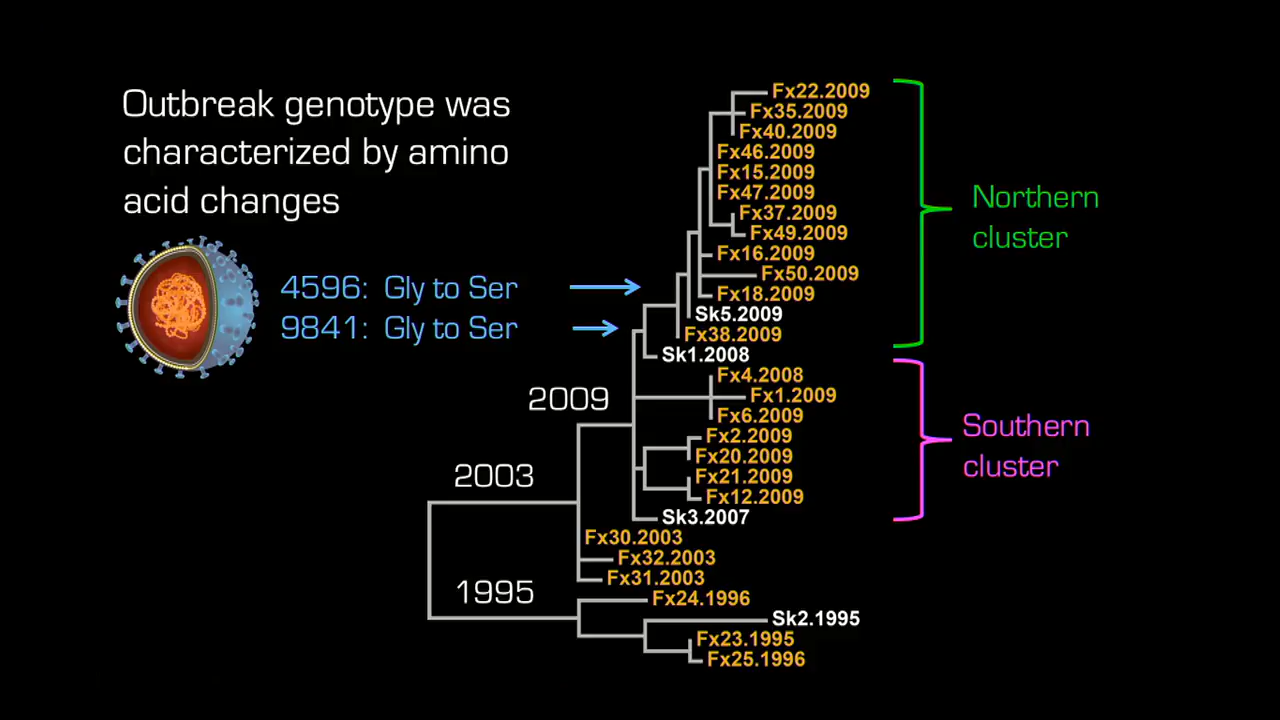 Outbreak genotype was
characterized by amino
acid changes
4596: Gly to Ser
9841: Gly to Ser
Fx22.2009
Fx35.2009
Fx40.2009
Fx46.2009
Fx15.2009
Fx47.2009
Fx37.2009
Fx49.2009
Fx16.2009
Fx50.2009
Fx18.2009
Sk5.2009
Fx38.2009
Sk1.2008
Fx4.2008
Fx1.2009
Fx6.2009
Fx2.2009
Fx20.2009
Fx21.2009
Fx12.2009
Sk3.2007
Fx30.2003
Fx32.2003
Fx31.2003
Fx24.1996
Sk2.1995
Fx23.1995
Fx25.1996
2009
2003
1995
Northern
cluster
Southern
cluster